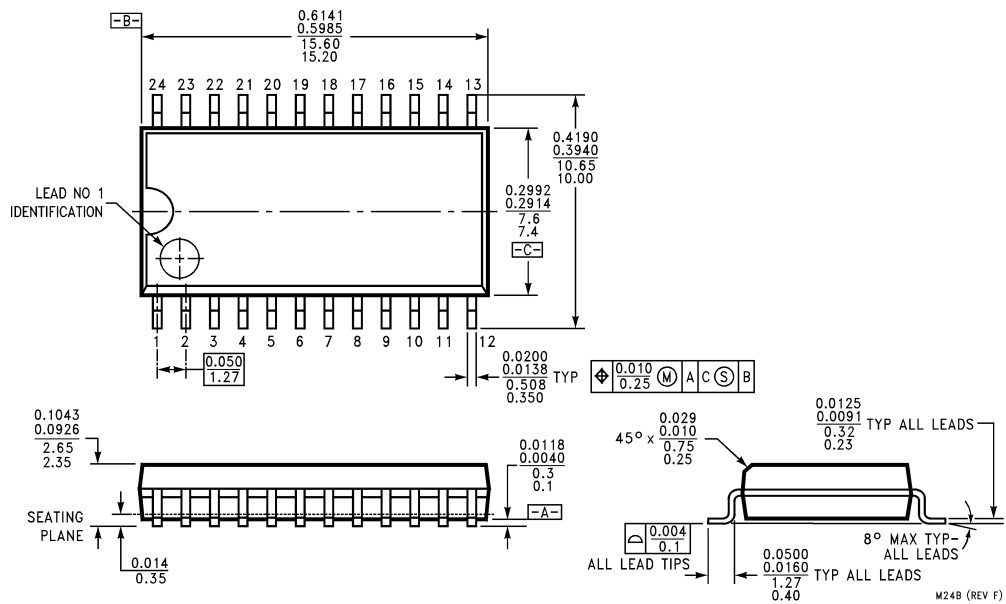 -B-
0.6141
0.5985
15.60
15.20
24 23 22 21 20 19 18 17 16 15 14 13
0.4190
0.3940
10.65
10.00
LEAD NO 1
IDENTIFICATION
0.2992
0.2914
7.6
7.4
-C-
1 2 3 4 5 6 7 8 9 10 11 12
0.050
1.27
0.0200
0.0138
0.508
0.350
TYP
⌖ 0.010
0.25
Ⓜ A C Ⓢ B
0.1043
0.0926
2.65
2.35
0.0118
0.0040
0.3
0.1
-A-
SEATING
PLANE
0.014
0.35
45° x
0.029
0.010
0.75
0.25
0.0125
0.0091
0.32
0.23
TYP ALL LEADS
0.004
0.1
ALL LEAD TIPS
0.0500
0.0160
1.27
0.40
TYP ALL LEADS
8° MAX TYP-
ALL LEADS
M24B (REV F)